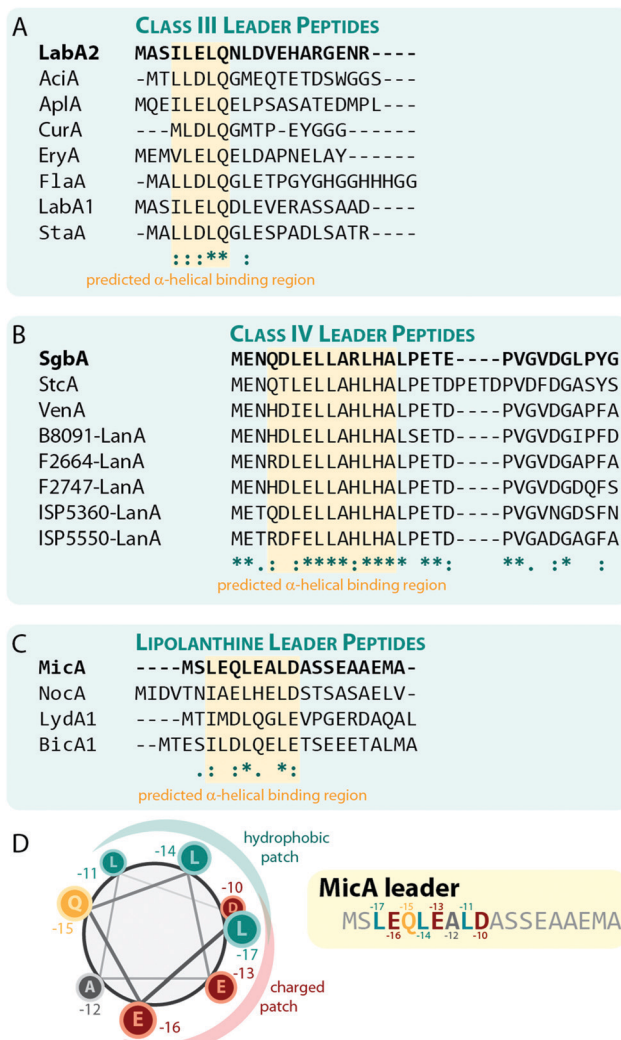 A
CLASS III LEADER PEPTIDES
LabA2 MASILELQNLDVEHARGENR----
AciA -MTLLDLQGMEQTETDSWGGS---
AplA MQEILELQELPSASATEDMPL---
CurA ---MLDLQGMTP-EYGGG------
EryA MEMVLELQELDAPNELAY------
FlaA -MALLDLQGLETPGYGHGGHHHGG
LabA1 MASILELQDLEVERASSAAD----
StaA -MALLDLQGLESPADLSATR----
:::** :
predicted α-helical binding region
B
CLASS IV LEADER PEPTIDES
SgbA MENQDLELLARLHALPETE----PVGVDGLPYG
StcA MENQTLELLAHLHALPETDPETDPVDFDGASYS
VenA MENHDIELLAHLHALPETD----PVGVDGAPFA
B8091-LanA MENHDLELLAHLHALSETD----PVGVDGIPFD
F2664-LanA MENRDLELLAHLHALPETD----PVGVDGAPFA
F2747-LanA MENHDLELLAHLHALPETD----PVGVDGDQFS
ISP5360-LanA METQDLELLAHLHALPETD----PVGVNGDSFN
ISP5550-LanA METRDFELLAHLHALPETD----PVGADGAGFA
**.: :****:**** **: **. :* :
predicted α-helical binding region
C
LIPOLANTHINE LEADER PEPTIDES
MicA ----MSLEQLEALDASSEAAEMA-
NocA MIDVTNIAELHELDSTSASAELV-
LydA1 ----MTIMDLQGLEVPGERDAQAL
BicA1 --MTESILDLQELETSEEETALMA
.: :*. *:
predicted α-helical binding region
D
hydrophobic
patch
-14 L
L -11
-10 D
Q -15
L -17
-13 E
A -12
E -16
charged
patch
MicA leader
-17 -15 -13 -11
MSLEQLEALDASSEAAEMA
-16 -14 -12 -10